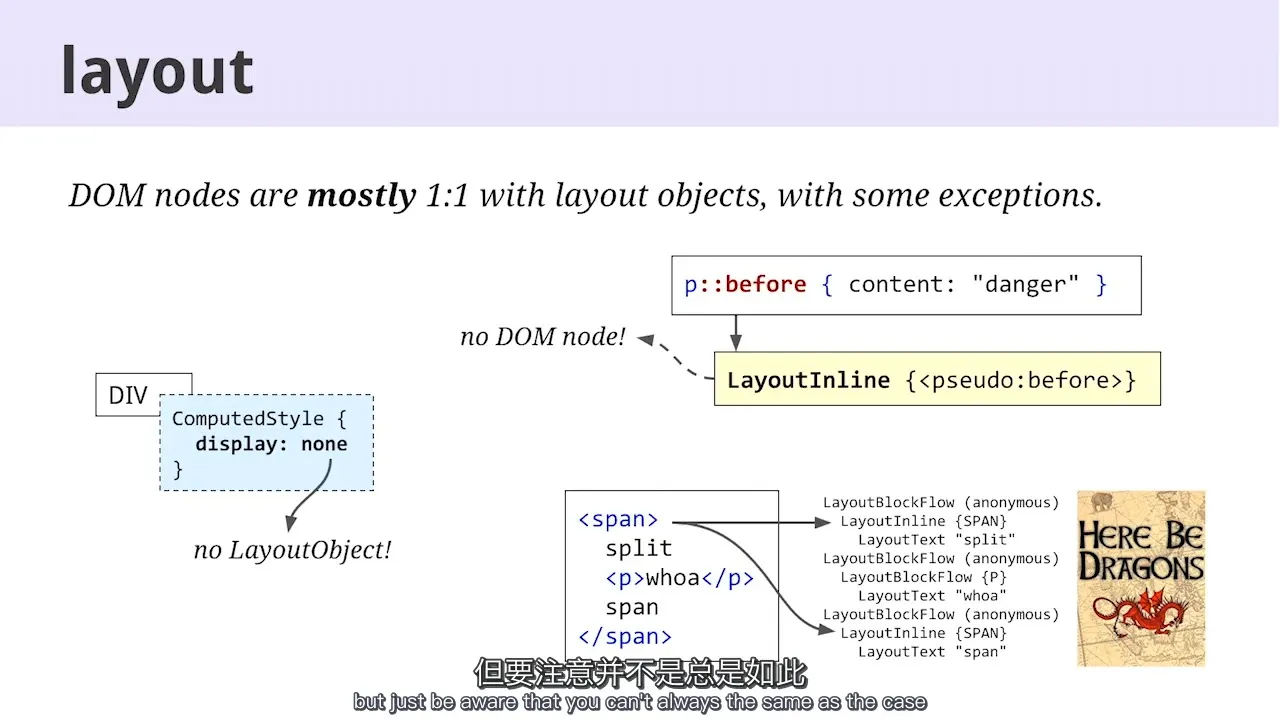 layout
DOM nodes are mostly 1:1 with layout objects, with some exceptions.
p::before { content: "danger" }
no DOM node!
LayoutInline {<pseudo:before>}
DIV
ComputedStyle {
display: none
}
no LayoutObject!
<span>
split
<p>whoa</p>
span
</span>
LayoutBlockFlow (anonymous)
LayoutInline {SPAN}
LayoutText "split"
LayoutBlockFlow (anonymous)
LayoutBlockFlow {P}
LayoutText "whoa"
LayoutBlockFlow (anonymous)
LayoutInline {SPAN}
LayoutText "span"
HERE BE
DRAGONS
但要注意并不是总是如此
but just be aware that you can't always the same as the case